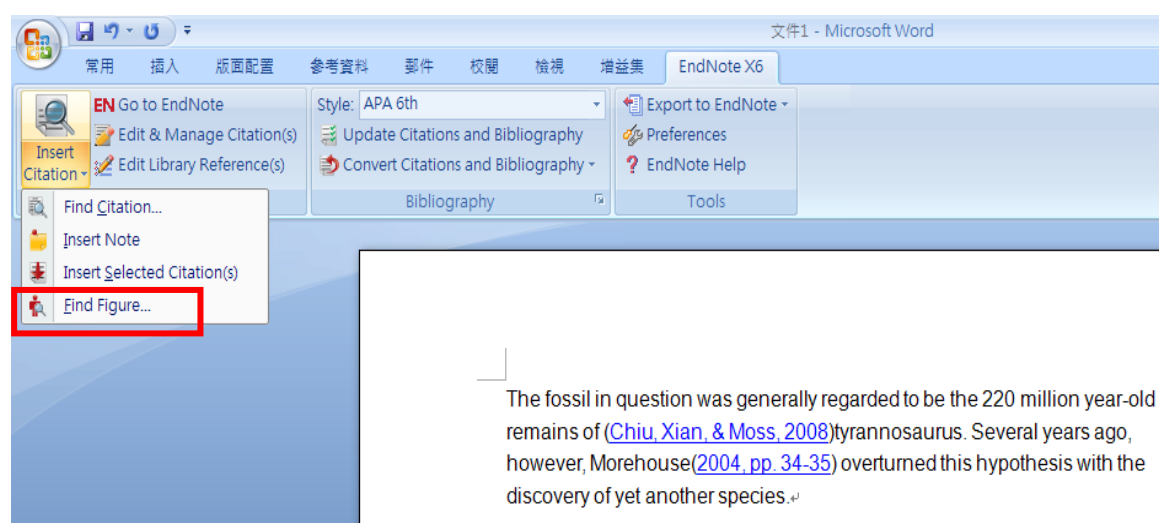 文件1 - Microsoft Word
常用 插入 版面配置 參考資料 郵件 校閱 檢視 增益集 EndNote X6
Insert Citation
EN Go to EndNote
Edit & Manage Citation(s)
Edit Library Reference(s)
Style: APA 6th
Update Citations and Bibliography
Convert Citations and Bibliography
Bibliography
Export to EndNote
Preferences
EndNote Help
Tools
Find Citation...
Insert Note
Insert Selected Citation(s)
Find Figure...
The fossil in question was generally regarded to be the 220 million year-old
remains of (Chiu, Xian, & Moss, 2008)tyrannosaurus. Several years ago,
however, Morehouse(2004, pp. 34-35) overturned this hypothesis with the
discovery of yet another species.